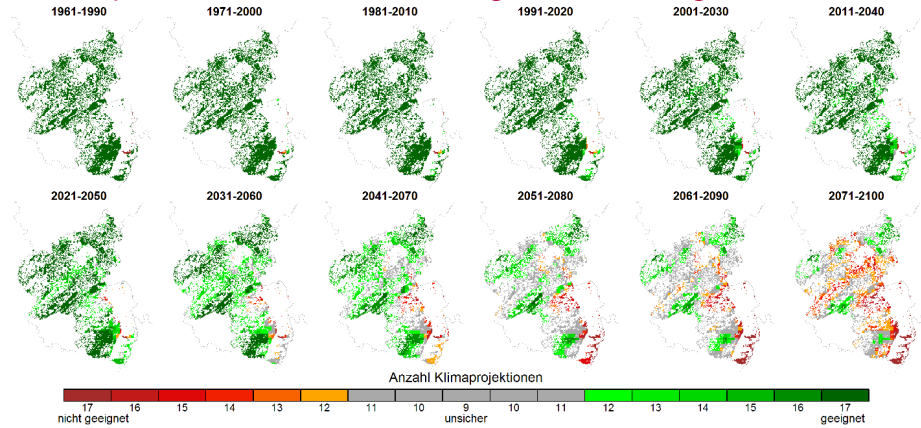 1961-1990 1971-2000 1981-2010 1991-2020 2001-2030 2011-2040
2021-2050 2031-2060 2041-2070 2051-2080 2061-2090 2071-2100
Anzahl Klimaprojektionen
17 16 15 14 13 12 11 10 9 10 11 12 13 14 15 16 17
nicht geeignet unsicher geeignet